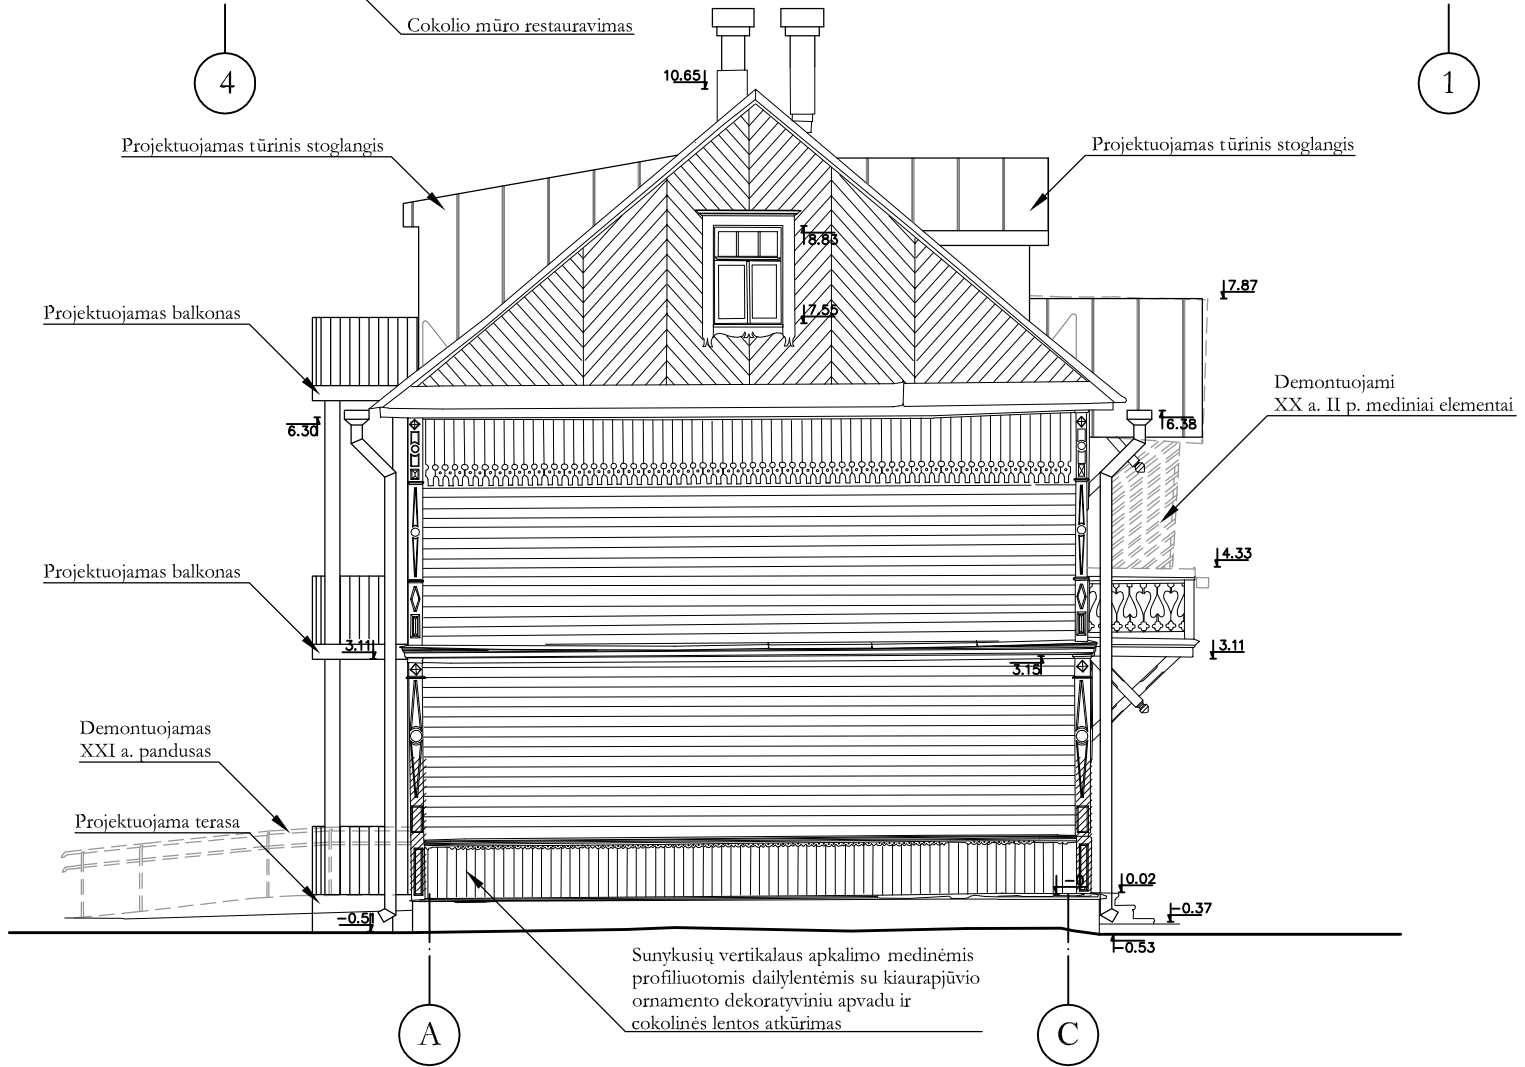 Cokolio mūro restauravimas
4
1
10.65
Projektuojamas tūrinis stoglangis
Projektuojamas tūrinis stoglangis
8.83
7.87
7.55
Projektuojamas balkonas
Demontuojami
XX a. II p. mediniai elementai
6.30
6.38
4.33
Projektuojamas balkonas
3.11
3.11
3.15
Demontuojamas
XXI a. pandusas
Projektuojama terasa
0.02
-0.37
-0.51
-0.53
Sunykusių vertikalaus apkalimo medinėmis
profiliuotomis dailylentėmis su kiaurapjūvio
ornamento dekoratyviniu apvadu ir
cokolinės lentos atkūrimas
A
C